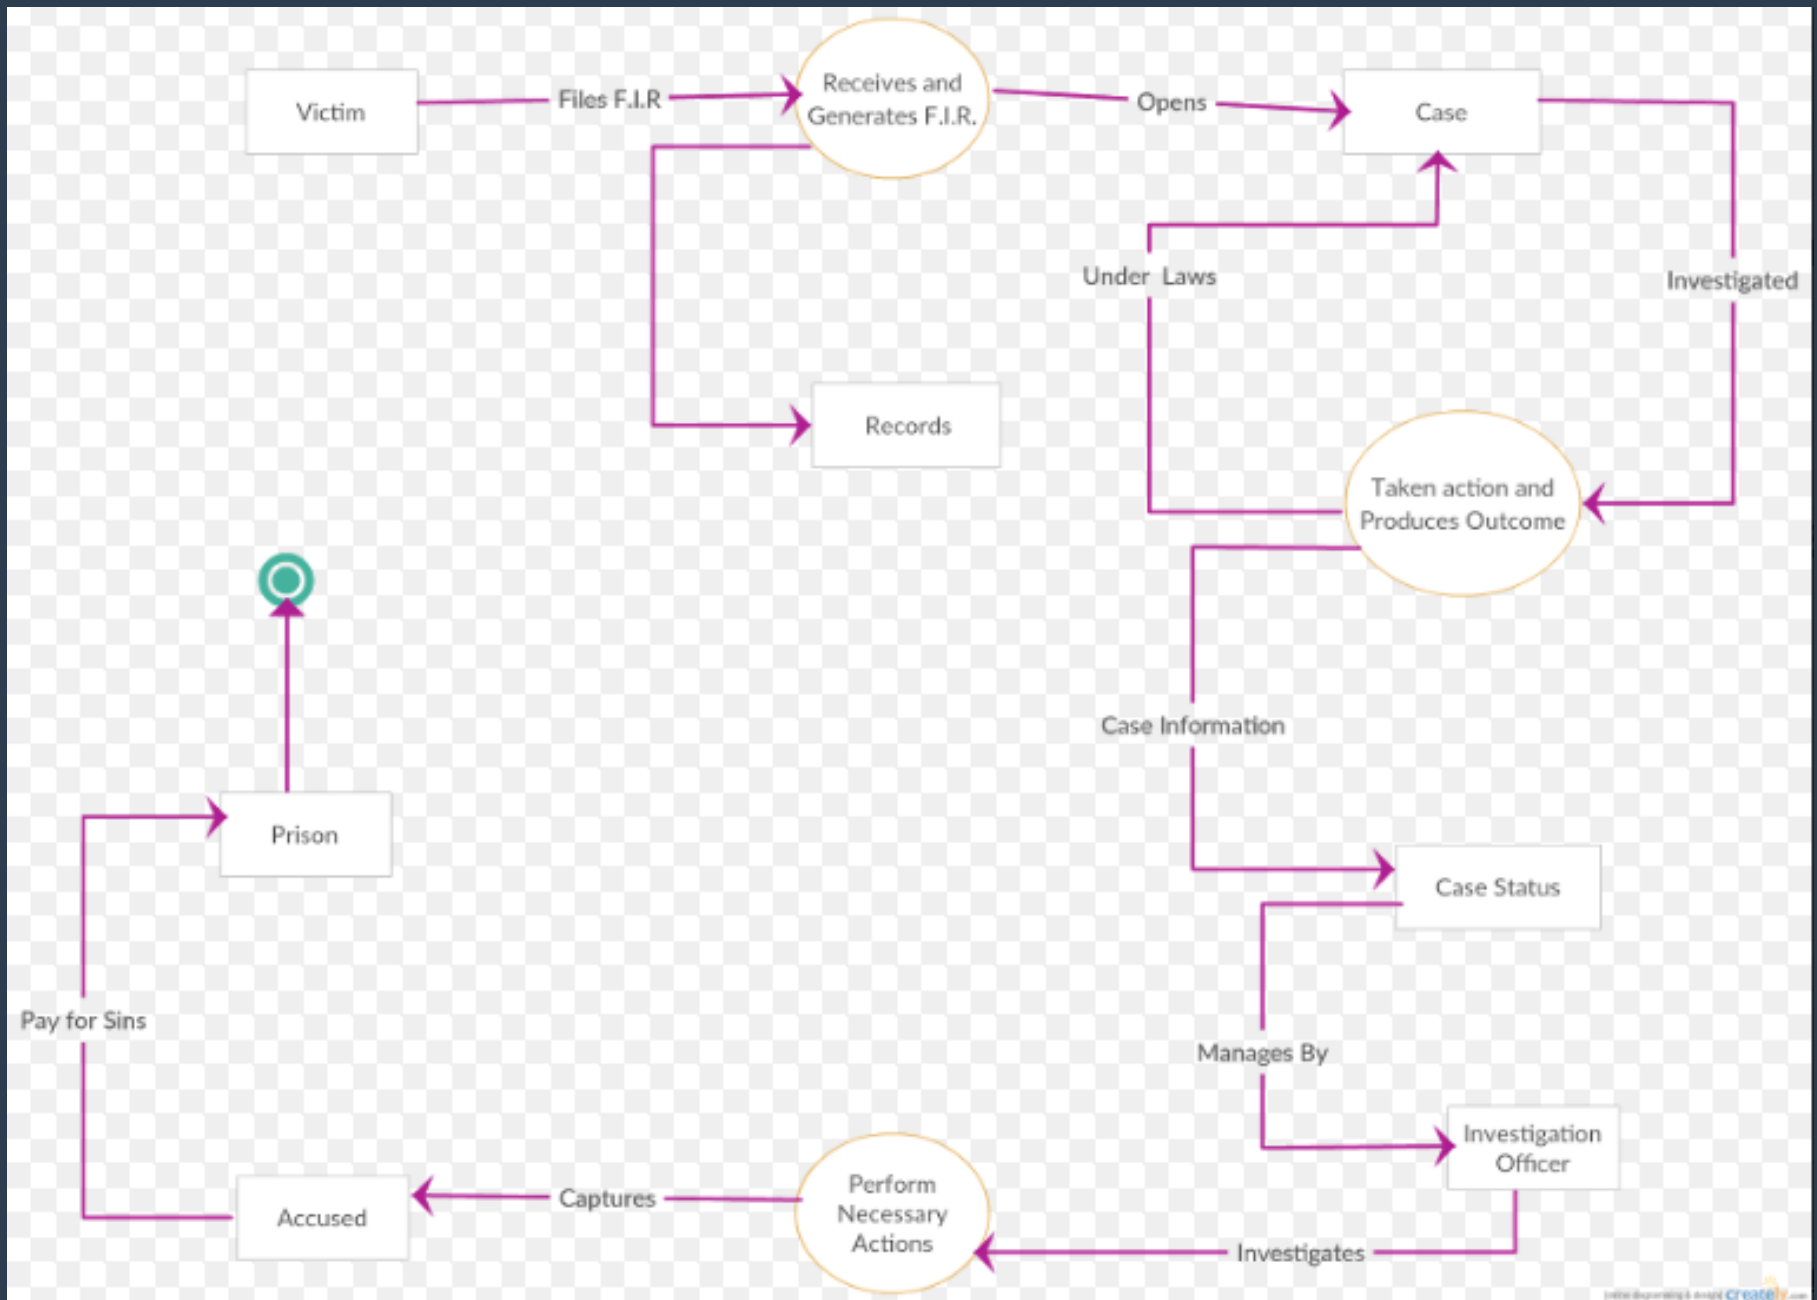 Victim
Files F.I.R
Receives and
Generates F.I.R.
Opens
Case
Under Laws
Investigated
Records
Taken action and
Produces Outcome
Case Information
Prison
Case Status
Pay for Sins
Manages By
Investigation
Officer
Accused
Captures
Perform
Necessary
Actions
Investigates
creately